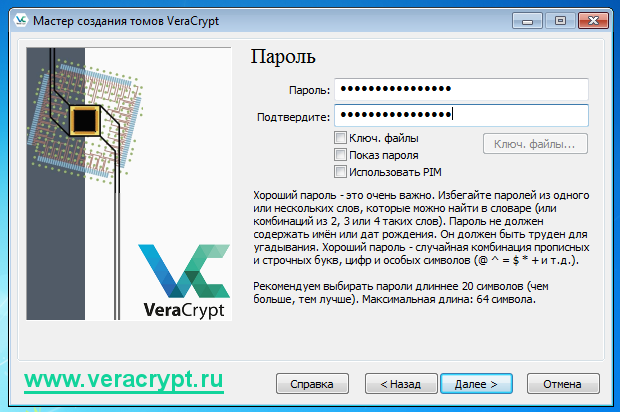 Мастер создания томов VeraCrypt
Пароль
Пароль: ●●●●●●●●●●●●●●●●
Подтвердите: ●●●●●●●●●●●●●●●●
Ключ. файлы
Ключ. файлы...
Показ пароля
Использовать PIM
Хороший пароль - это очень важно. Избегайте паролей из одного
или нескольких слов, которые можно найти в словаре (или
комбинаций из 2, 3 или 4 таких слов). Пароль не должен
содержать имён или дат рождения. Он должен быть труден для
угадывания. Хороший пароль - случайная комбинация прописных
и строчных букв, цифр и особых символов (@ ^ = $ * + и т.д.).
Рекомендуем выбирать пароли длиннее 20 символов (чем
больше, тем лучше). Максимальная длина: 64 символа.
VeraCrypt
www.veracrypt.ru
Справка
< Назад
Далее >
Отмена